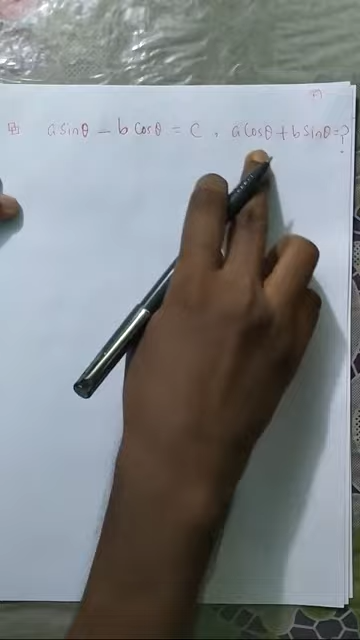 a sinθ - b cosθ = c , a cosθ + b sinθ = ?